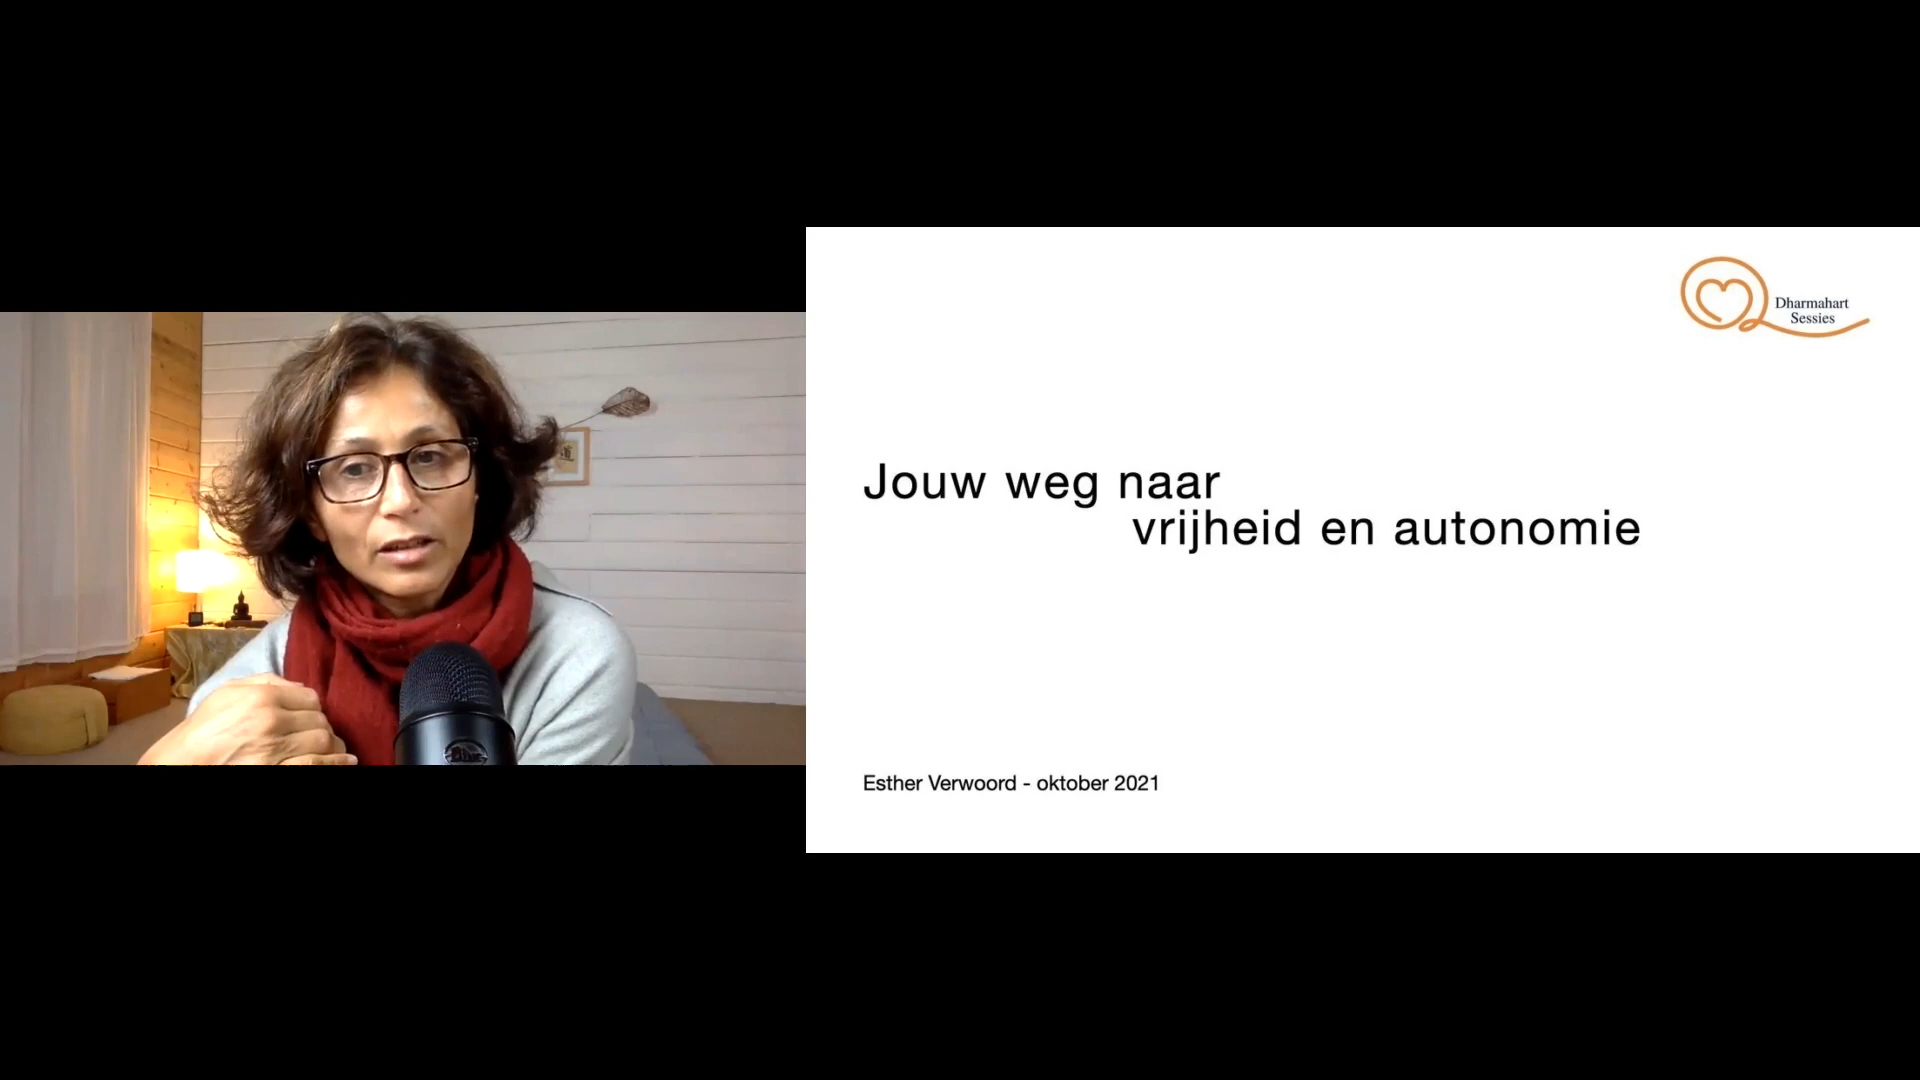 Dharmahart
Sessies
Jouw weg naar
vrijheid en autonomie
Esther Verwoord - oktober 2021